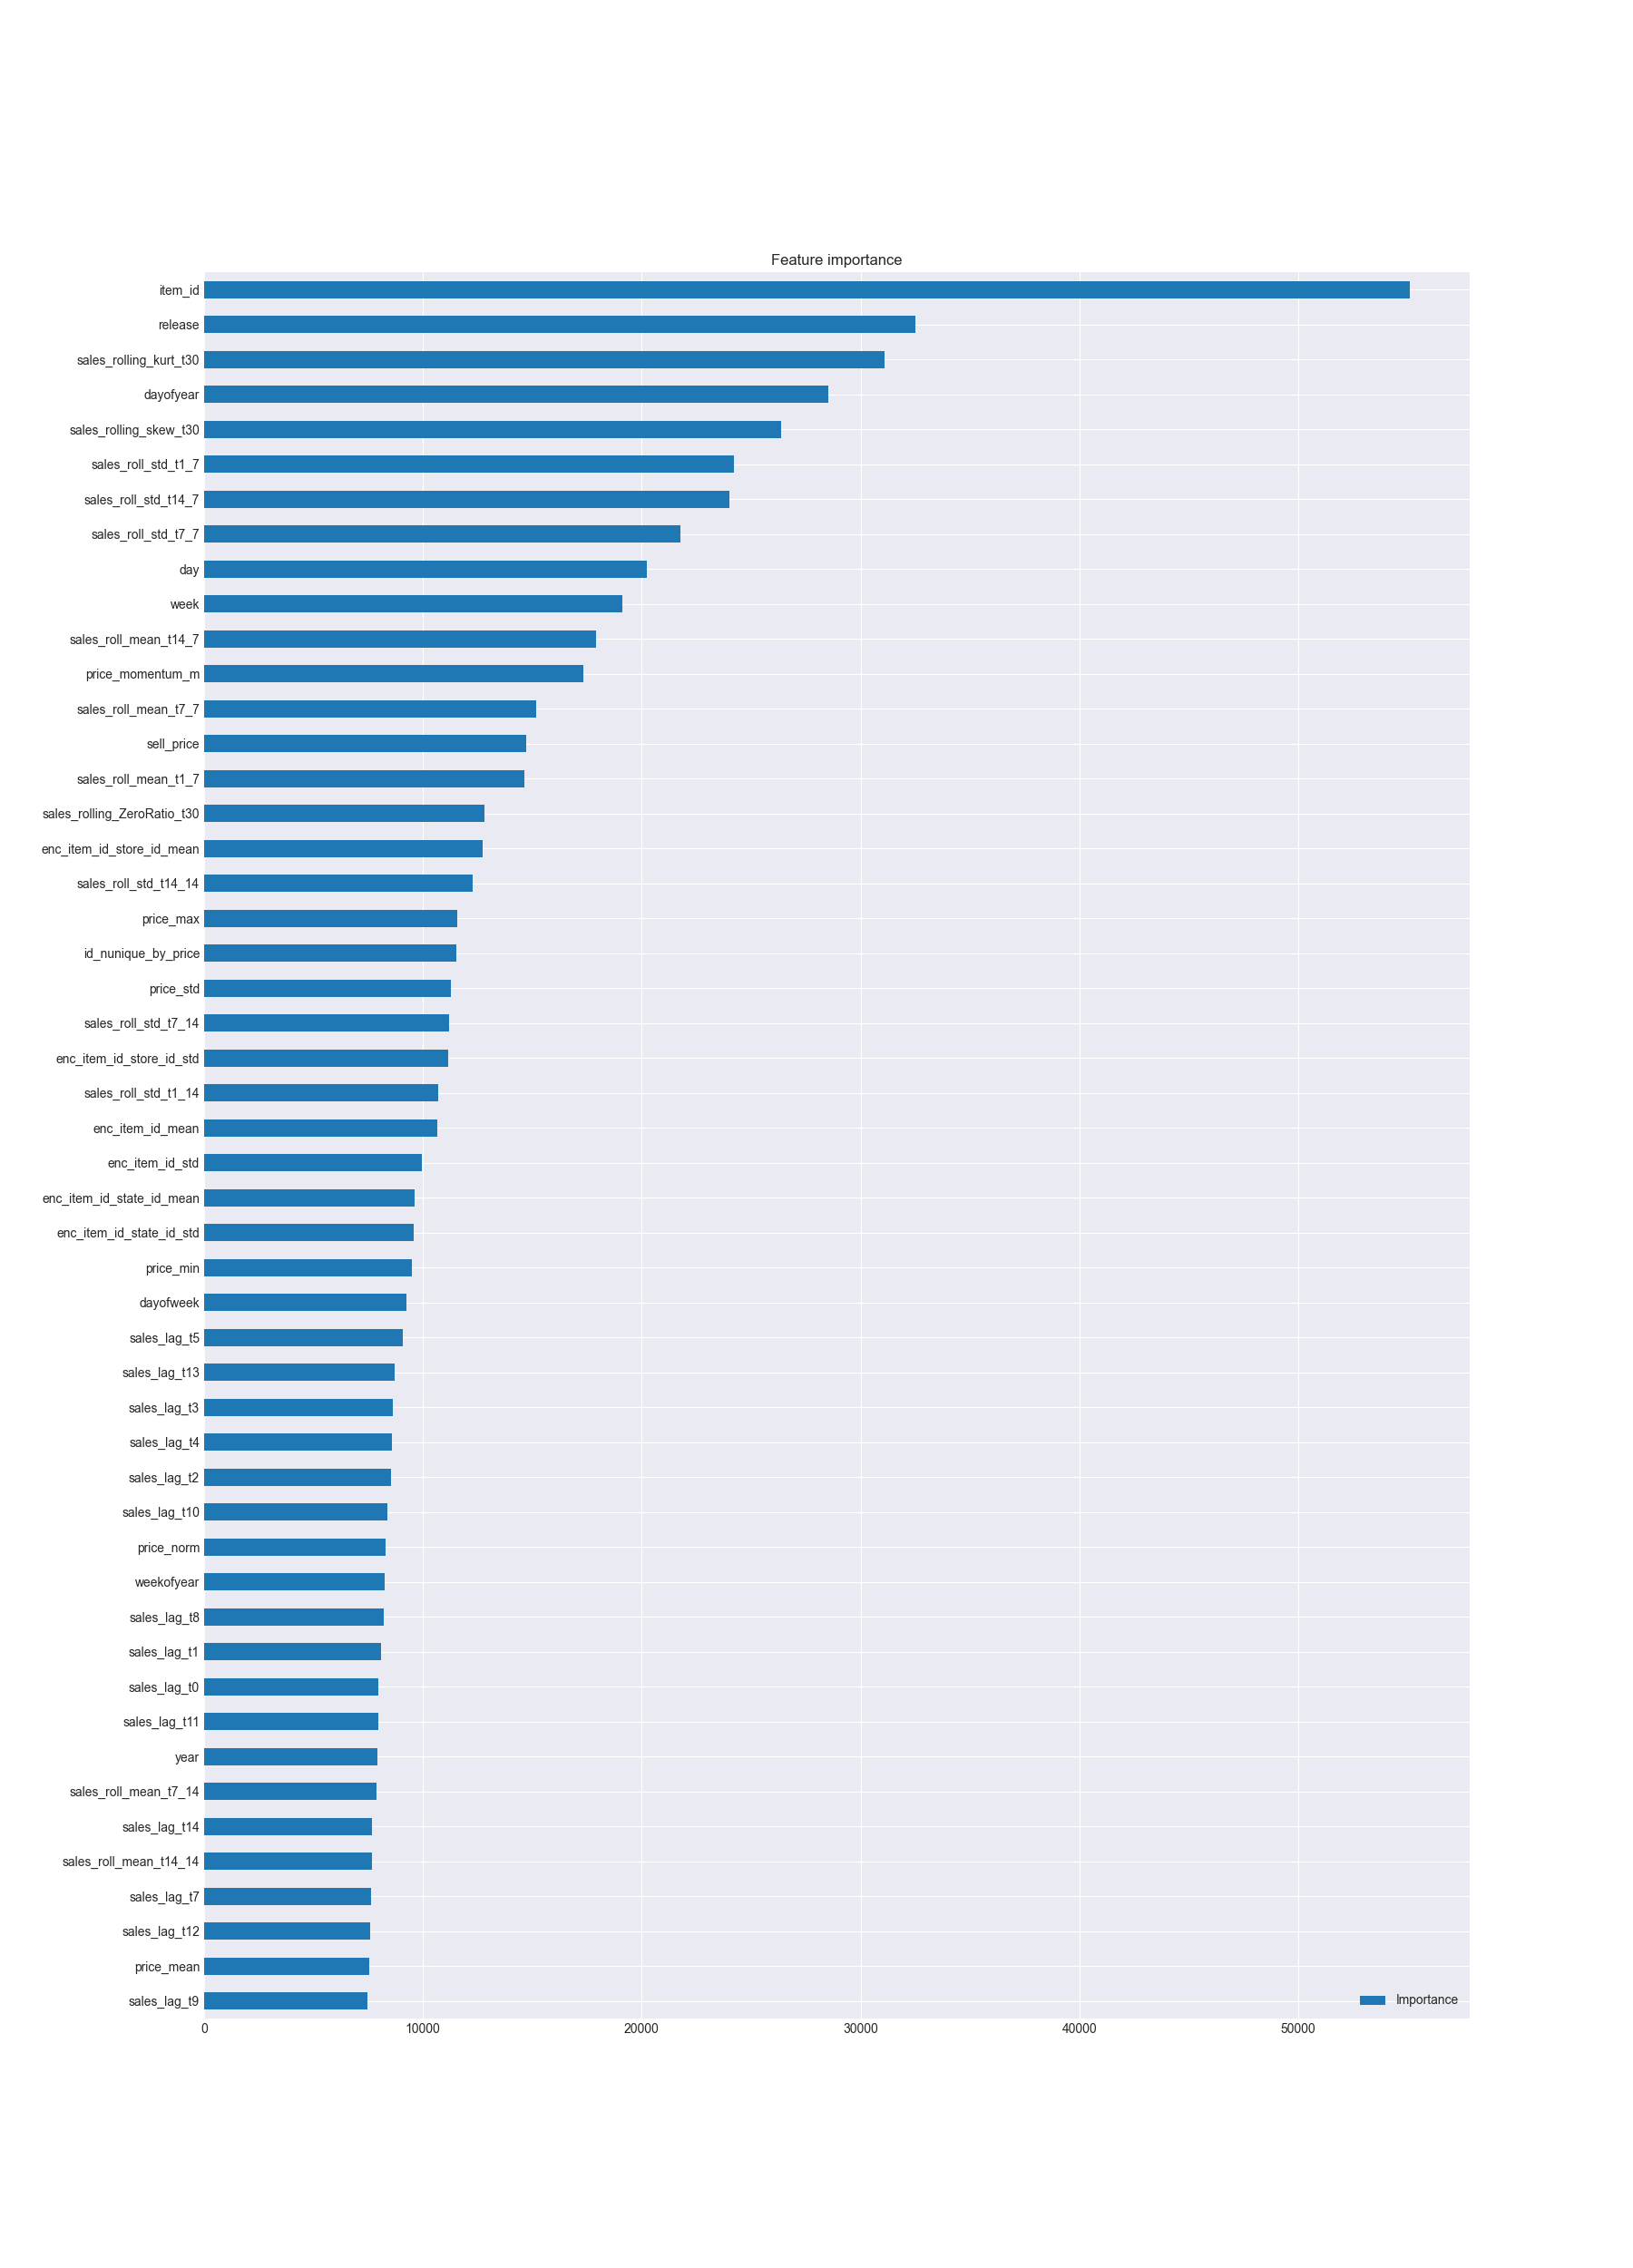 Feature importance
item_id
release
sales_rolling_kurt_t30
dayofyear
sales_rolling_skew_t30
sales_roll_std_t1_7
sales_roll_std_t14_7
sales_roll_std_t7_7
day
week
sales_roll_mean_t14_7
price_momentum_m
sales_roll_mean_t7_7
sell_price
sales_roll_mean_t1_7
sales_rolling_ZeroRatio_t30
enc_item_id_store_id_mean
sales_roll_std_t14_14
price_max
id_nunique_by_price
price_std
sales_roll_std_t7_14
enc_item_id_store_id_std
sales_roll_std_t1_14
enc_item_id_mean
enc_item_id_std
enc_item_id_state_id_mean
enc_item_id_state_id_std
price_min
dayofweek
sales_lag_t5
sales_lag_t13
sales_lag_t3
sales_lag_t4
sales_lag_t2
sales_lag_t10
price_norm
weekofyear
sales_lag_t8
sales_lag_t1
sales_lag_t0
sales_lag_t11
year
sales_roll_mean_t7_14
sales_lag_t14
sales_roll_mean_t14_14
sales_lag_t7
sales_lag_t12
price_mean
sales_lag_t9
Importance
0 10000 20000 30000 40000 50000